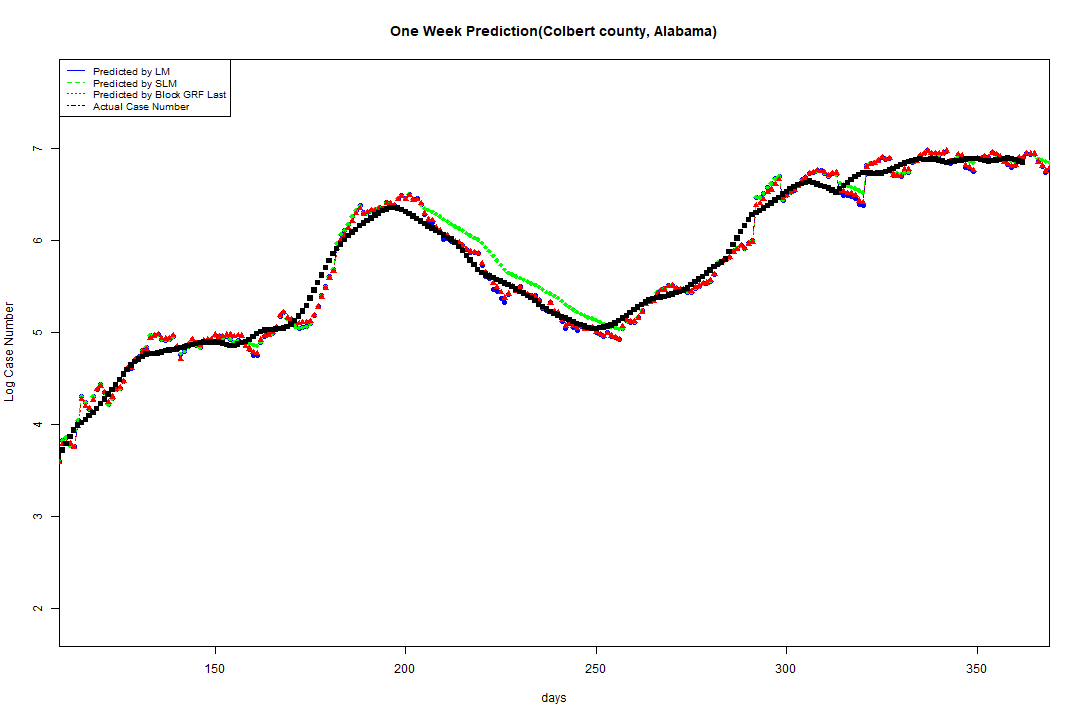 One Week Prediction(Colbert county, Alabama)
Predicted by LM
Predicted by SLM
Predicted by Block GRF Last
Actual Case Number
7
6
5
4
3
2
Log Case Number
150 200 250 300 350
days